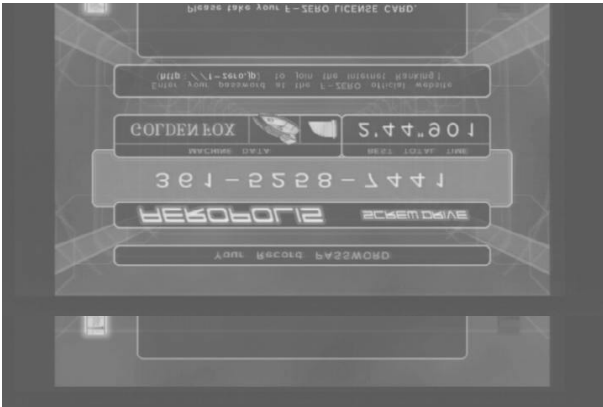 Your Record PASSWORD
AEROPOLIS SCREW DRIVE
361-5258-7441
MACHINE DATA BEST TOTAL TIME
GOLDEN FOX 2'44"901
Enter your password at the F-ZERO official website
(http://f-zero.jp) to join the Internet Ranking!
Please take your F-ZERO LICENSE CARD.